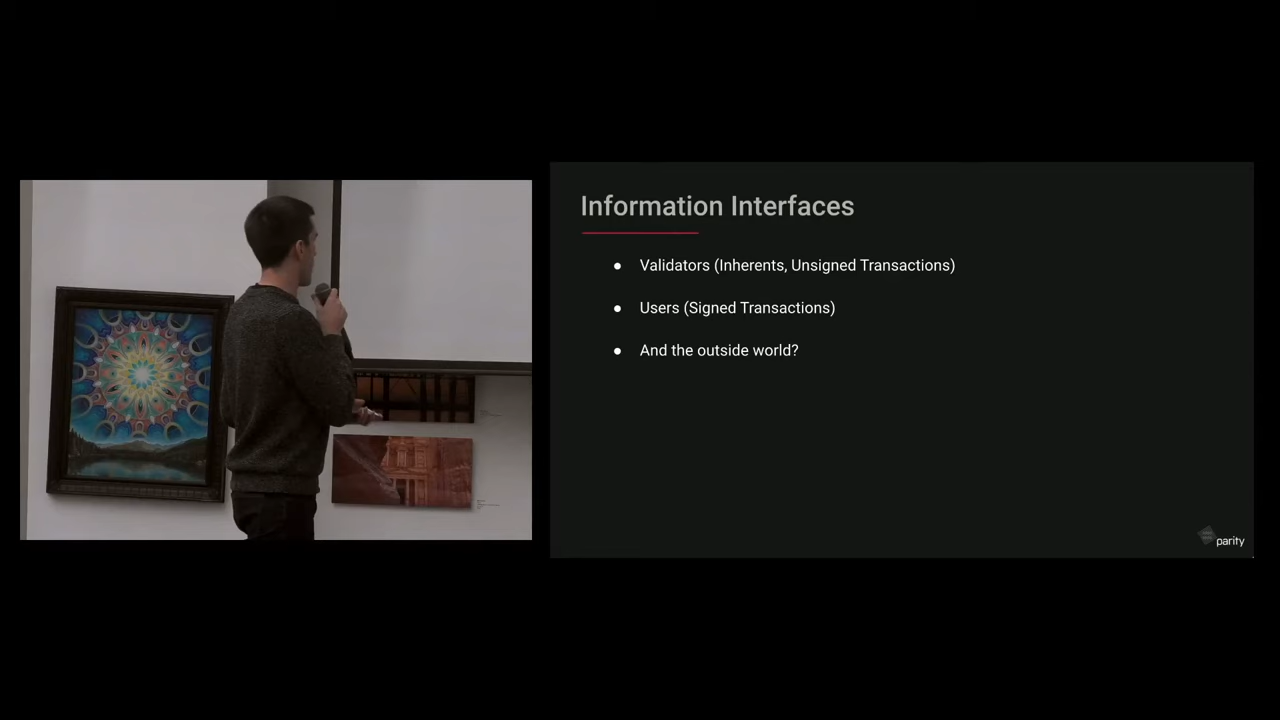 Information Interfaces
● Validators (Inherents, Unsigned Transactions)
● Users (Signed Transactions)
● And the outside world?
parity